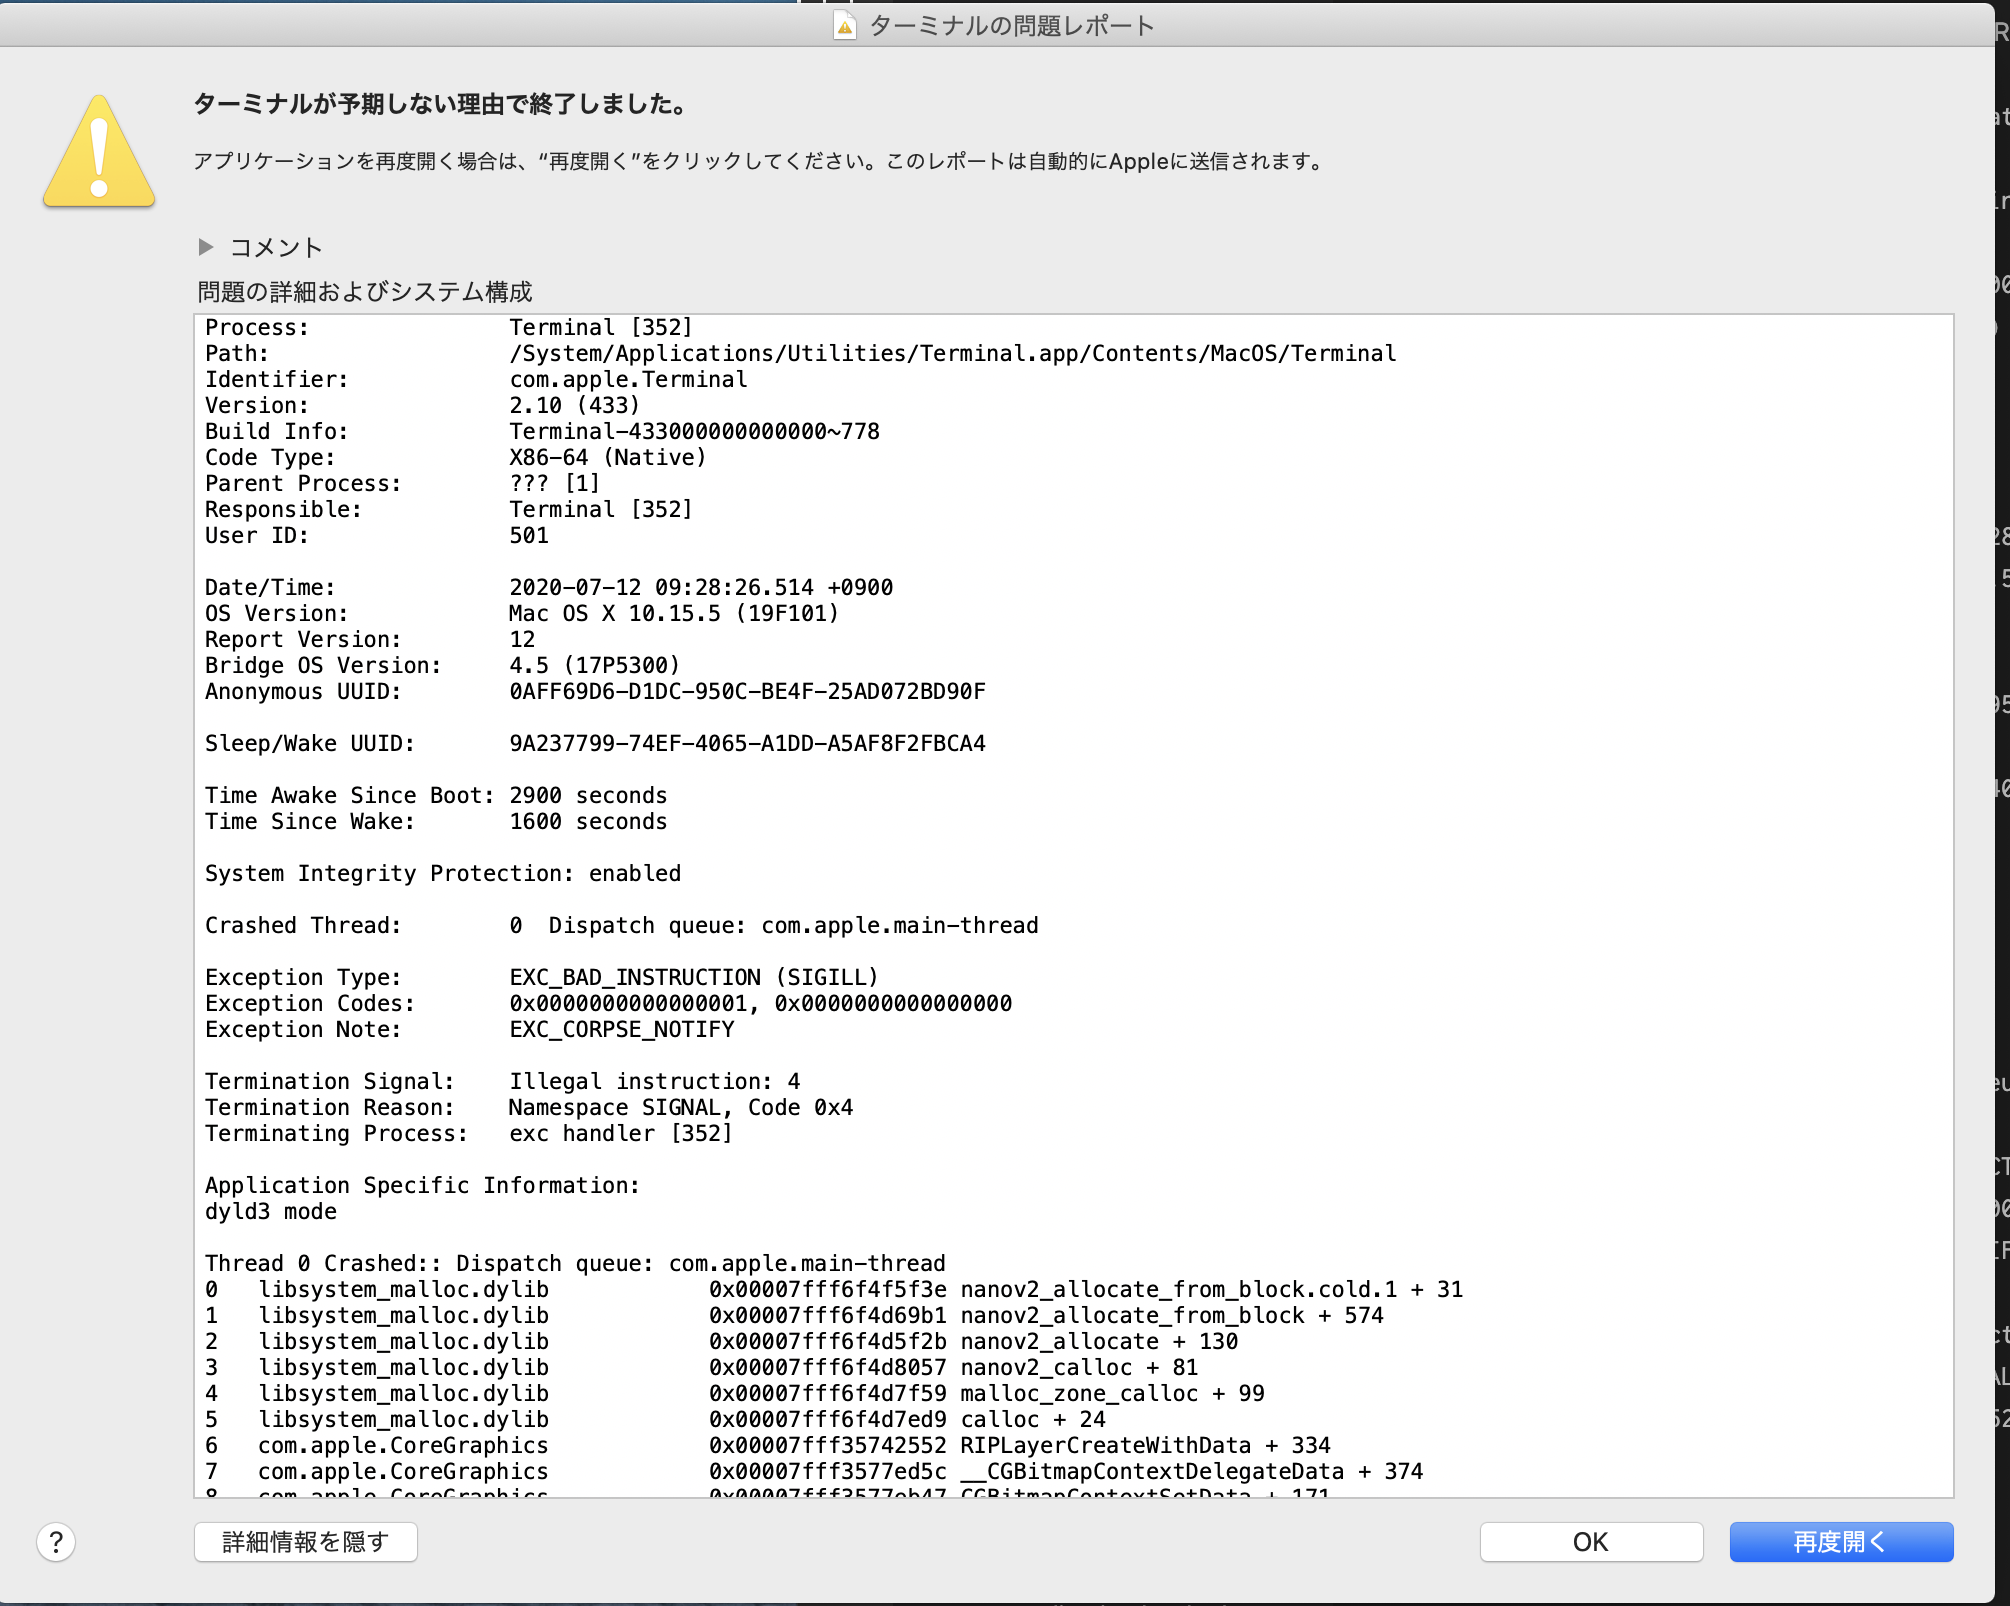 ターミナルの問題レポート
ターミナルが予期しない理由で終了しました。
アプリケーションを再度開く場合は、“再度開く”をクリックしてください。このレポートは自動的にAppleに送信されます。
コメント
問題の詳細およびシステム構成
Process: Terminal [352]
Path: /System/Applications/Utilities/Terminal.app/Contents/MacOS/Terminal
Identifier: com.apple.Terminal
Version: 2.10 (433)
Build Info: Terminal-433000000000000~778
Code Type: X86-64 (Native)
Parent Process: ??? [1]
Responsible: Terminal [352]
User ID: 501
Date/Time: 2020-07-12 09:28:26.514 +0900
OS Version: Mac OS X 10.15.5 (19F101)
Report Version: 12
Bridge OS Version: 4.5 (17P5300)
Anonymous UUID: 0AFF69D6-D1DC-950C-BE4F-25AD072BD90F
Sleep/Wake UUID: 9A237799-74EF-4065-A1DD-A5AF8F2FBCA4
Time Awake Since Boot: 2900 seconds
Time Since Wake: 1600 seconds
System Integrity Protection: enabled
Crashed Thread: 0 Dispatch queue: com.apple.main-thread
Exception Type: EXC_BAD_INSTRUCTION (SIGILL)
Exception Codes: 0x0000000000000001, 0x0000000000000000
Exception Note: EXC_CORPSE_NOTIFY
Termination Signal: Illegal instruction: 4
Termination Reason: Namespace SIGNAL, Code 0x4
Terminating Process: exc handler [352]
Application Specific Information:
dyld3 mode
Thread 0 Crashed:: Dispatch queue: com.apple.main-thread
0 libsystem_malloc.dylib 0x00007fff6f4f5f3e nanov2_allocate_from_block.cold.1 + 31
1 libsystem_malloc.dylib 0x00007fff6f4d69b1 nanov2_allocate_from_block + 574
2 libsystem_malloc.dylib 0x00007fff6f4d5f2b nanov2_allocate + 130
3 libsystem_malloc.dylib 0x00007fff6f4d8057 nanov2_calloc + 81
4 libsystem_malloc.dylib 0x00007fff6f4d7f59 malloc_zone_calloc + 99
5 libsystem_malloc.dylib 0x00007fff6f4d7ed9 calloc + 24
6 com.apple.CoreGraphics 0x00007fff35742552 RIPLayerCreateWithData + 334
7 com.apple.CoreGraphics 0x00007fff3577ed5c __CGBitmapContextDelegateData + 374
8 com.apple.CoreGraphics 0x00007fff3577eb47 CGBitmapContextSetData + 171
?
詳細情報を隠す
OK
再度開く